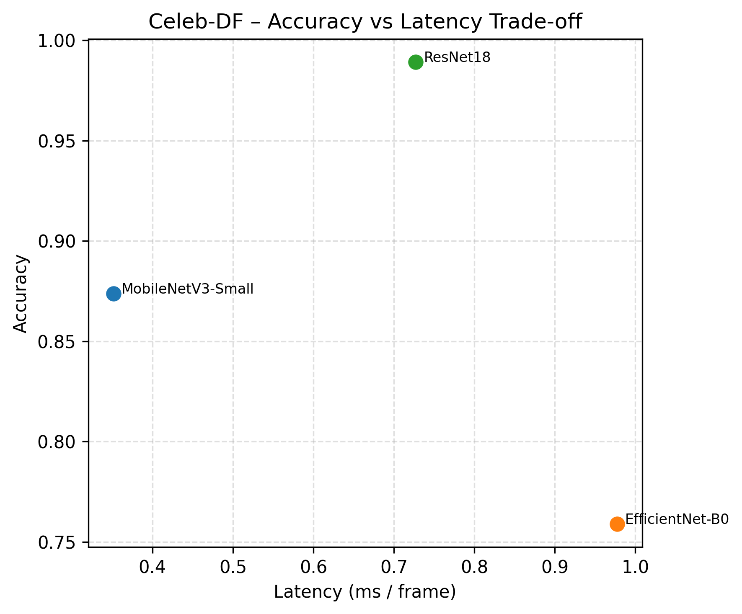 Celeb-DF – Accuracy vs Latency Trade-off
1.00
ResNet18
0.95
0.90
MobileNetV3-Small
0.85
0.80
EfficientNet-B0
0.75
Accuracy
0.4 0.5 0.6 0.7 0.8 0.9 1.0
Latency (ms / frame)